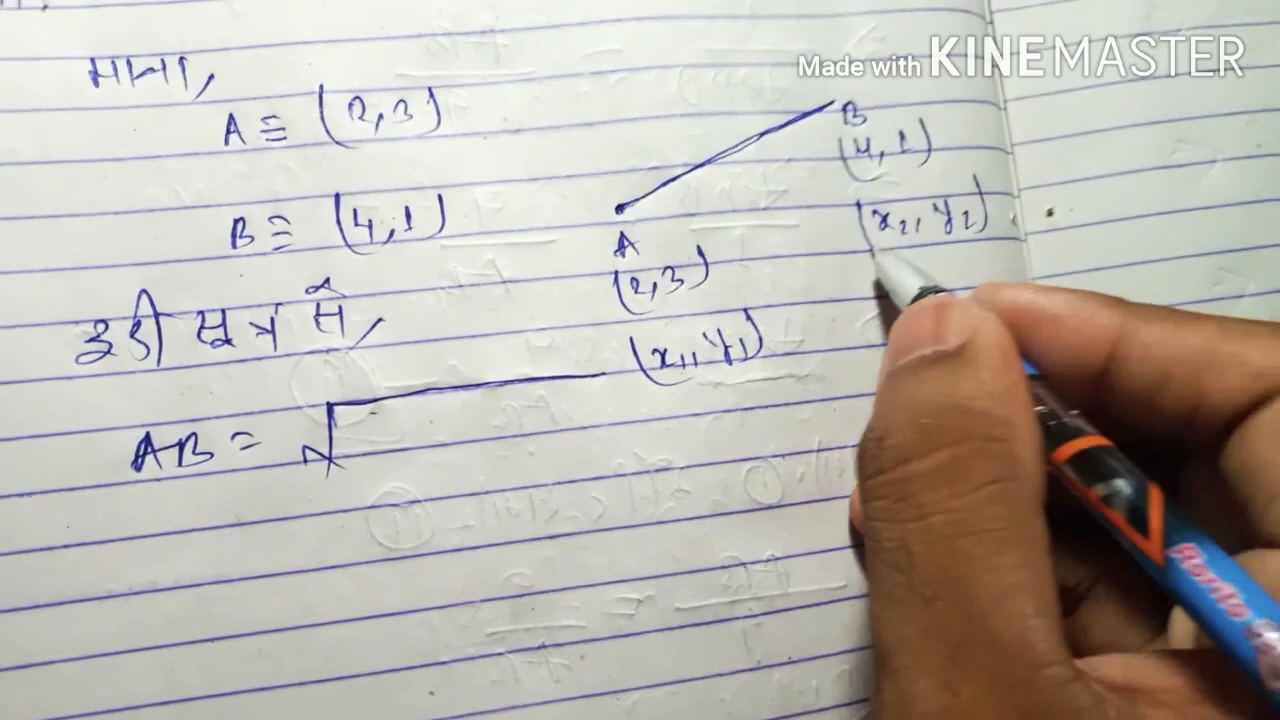 Made with KINEMASTER
माना,
A ≡ (2,3)
B ≡ (4,1)
B
(4, 1)
(x₂, y₂)
A
(2,3)
(x₁, y₁)
सूत्र से,
AB = √